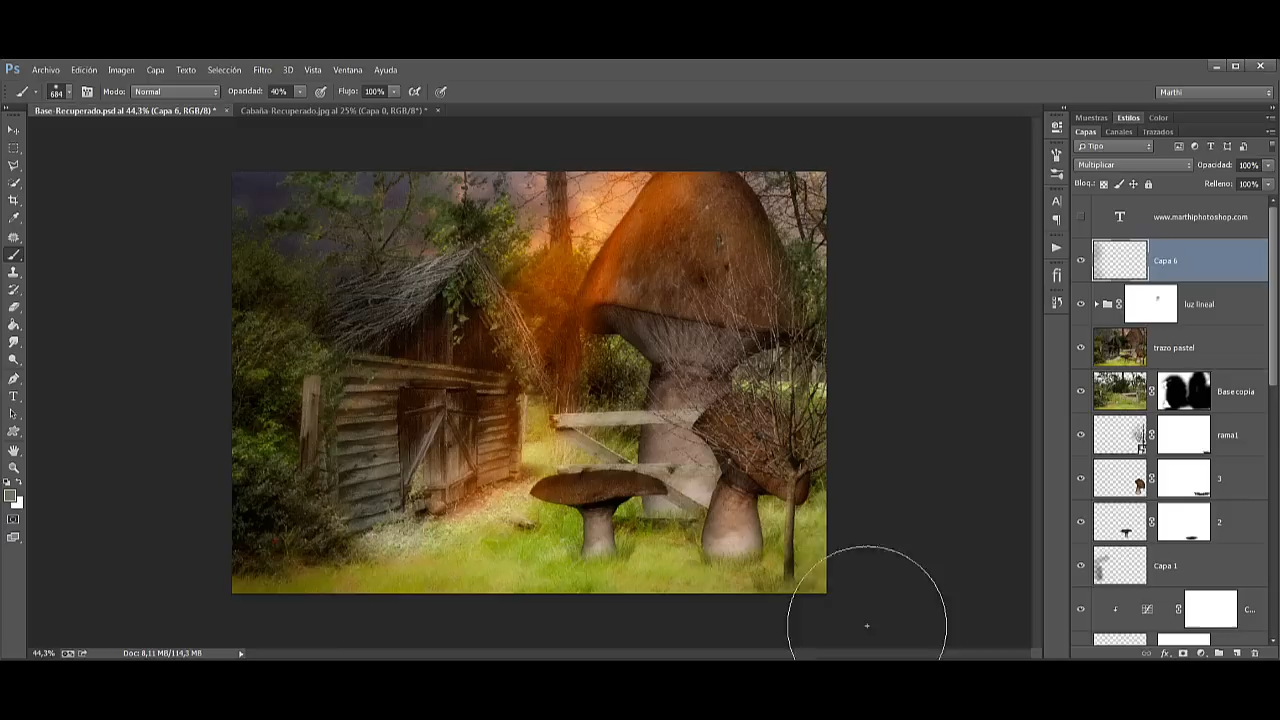 Ps Archivo Edición Imagen Capa Texto Selección Filtro 3D Vista Ventana Ayuda
684 Modo: Normal Opacidad: 40% Flujo: 100% Marthi
Base-Recuperado.psd al 44,3% (Capa 6, RGB/8) * × Cabaña-Recuperado.jpg al 25% (Capa 0, RGB/8*) * ×
Muestras Estilos Color
Capas Canales Trazados
Tipo
Multiplicar Opacidad: 100%
Bloq.: Relleno: 100%
T www.marthiphotoshop.com
Capa 6
luz lineal
trazo pastel
Base copia
rama1
3
2
Capa 1
C...
44,3% Doc: 8,11 MB/114,3 MB
fx